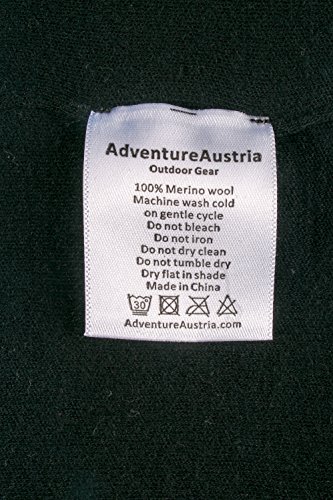 AdventureAustria
Outdoor Gear
100% Merino wool
Machine wash cold
on gentle cycle
Do not bleach
Do not iron
Do not dry clean
Do not tumble dry
Dry flat in shade
Made in China
30
AdventureAustria.com